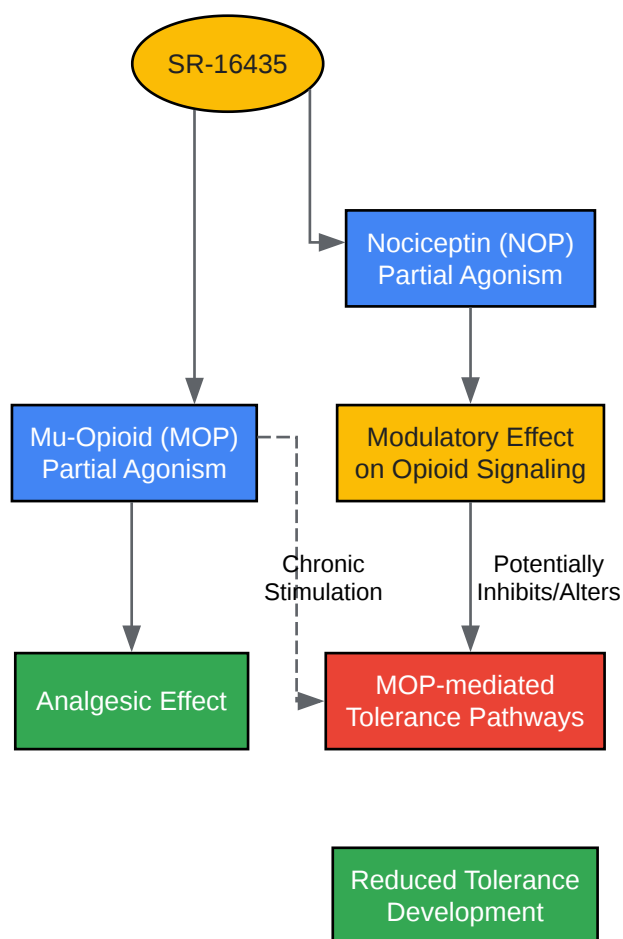 SR-16435
Nociceptin (NOP)
Partial Agonism
Mu-Opioid (MOP)
Partial Agonism
Modulatory Effect
on Opioid Signaling
Chronic
Stimulation
Potentially
Inhibits/Alters
Analgesic Effect
MOP-mediated
Tolerance Pathways
Reduced Tolerance
Development